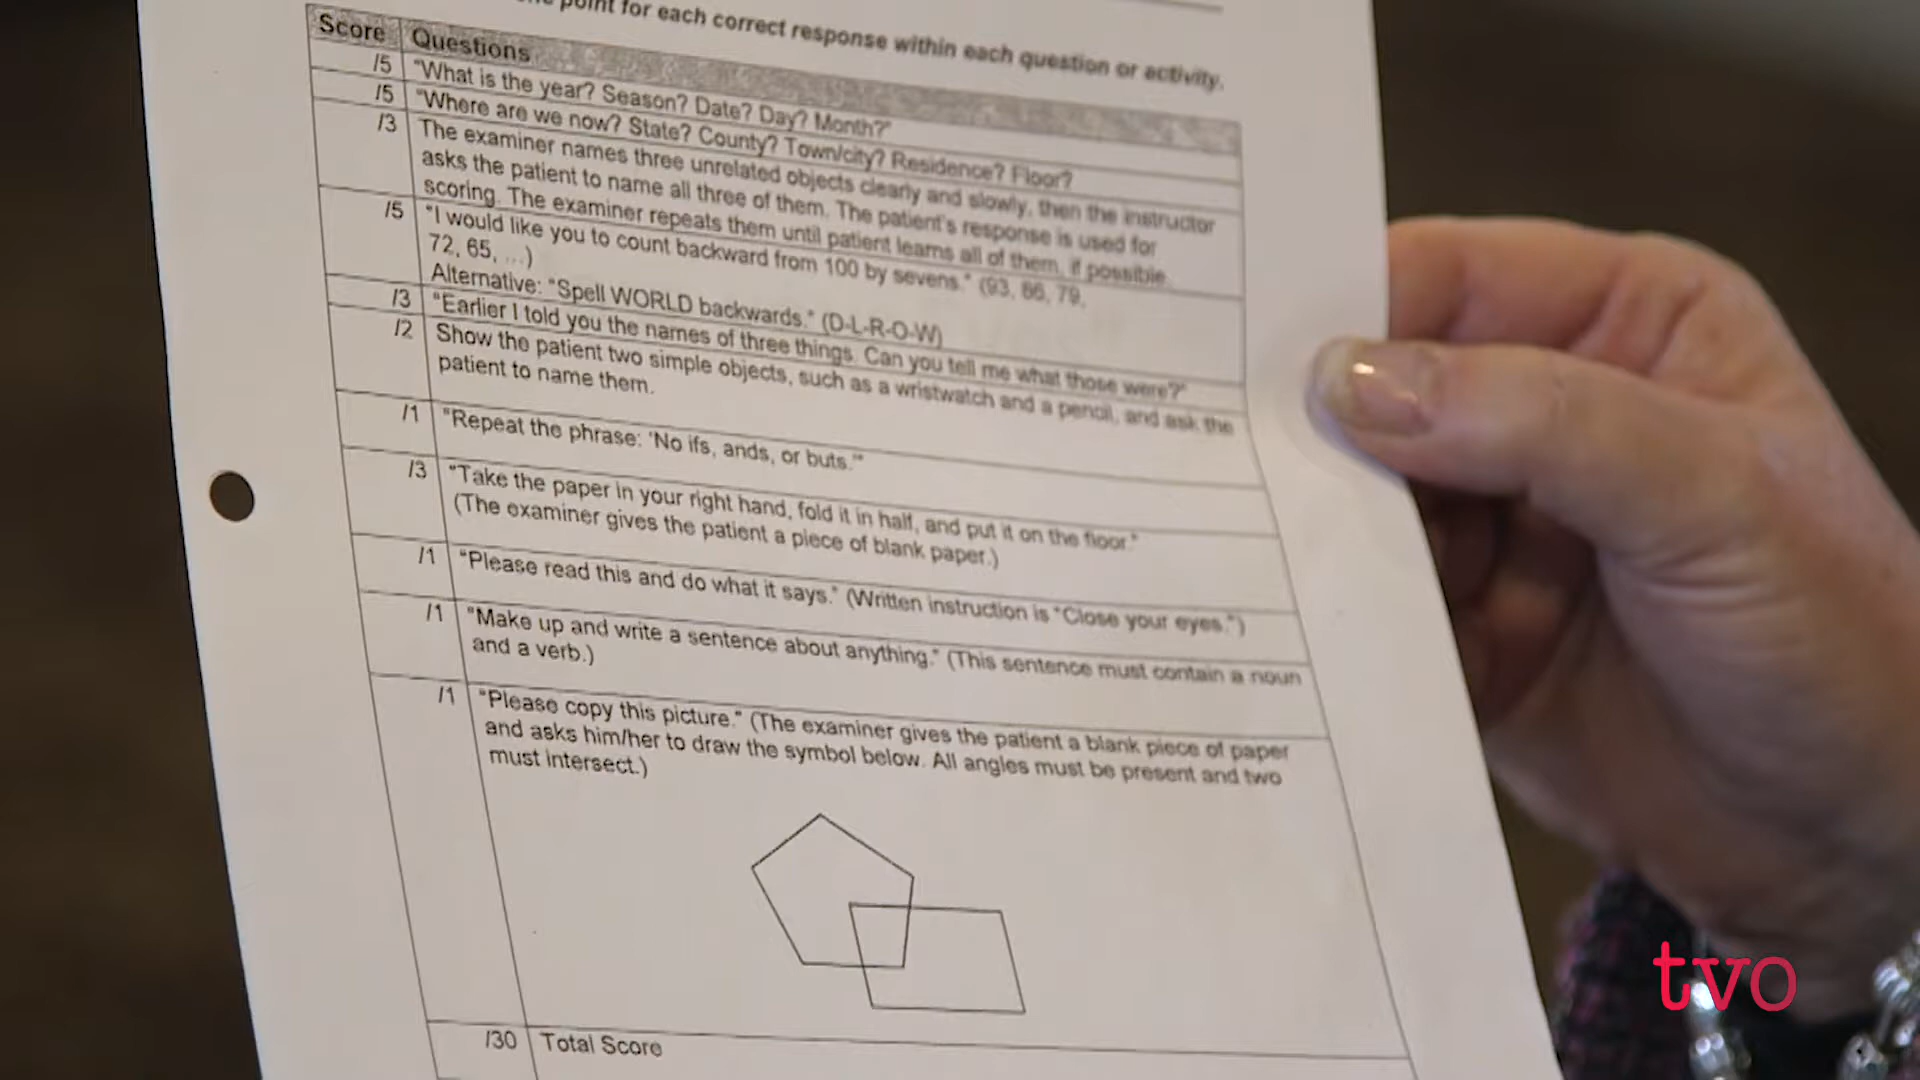 point for each correct response within each question or activity.
Score Questions
/5 "What is the year? Season? Date? Day? Month?"
/5 "Where are we now? State? County? Town/city? Residence? Floor?
/3 The examiner names three unrelated objects clearly and slowly, then the instructor
asks the patient to name all three of them. The patient's response is used for
scoring. The examiner repeats them until patient learns all of them, if possible.
/5 "I would like you to count backward from 100 by sevens." (93, 86, 79,
72, 65, ...)
Alternative: "Spell WORLD backwards." (D-L-R-O-W)
/3 "Earlier I told you the names of three things. Can you tell me what those were?"
/2 Show the patient two simple objects, such as a wristwatch and a pencil, and ask the
patient to name them.
/1 "Repeat the phrase: 'No ifs, ands, or buts.'"
/3 "Take the paper in your right hand, fold it in half, and put it on the floor."
(The examiner gives the patient a piece of blank paper.)
/1 "Please read this and do what it says." (Written instruction is "Close your eyes.")
/1 "Make up and write a sentence about anything." (This sentence must contain a noun
and a verb.)
/1 "Please copy this picture." (The examiner gives the patient a blank piece of paper
and asks him/her to draw the symbol below. All angles must be present and two
must intersect.)
/30 Total Score
tvo